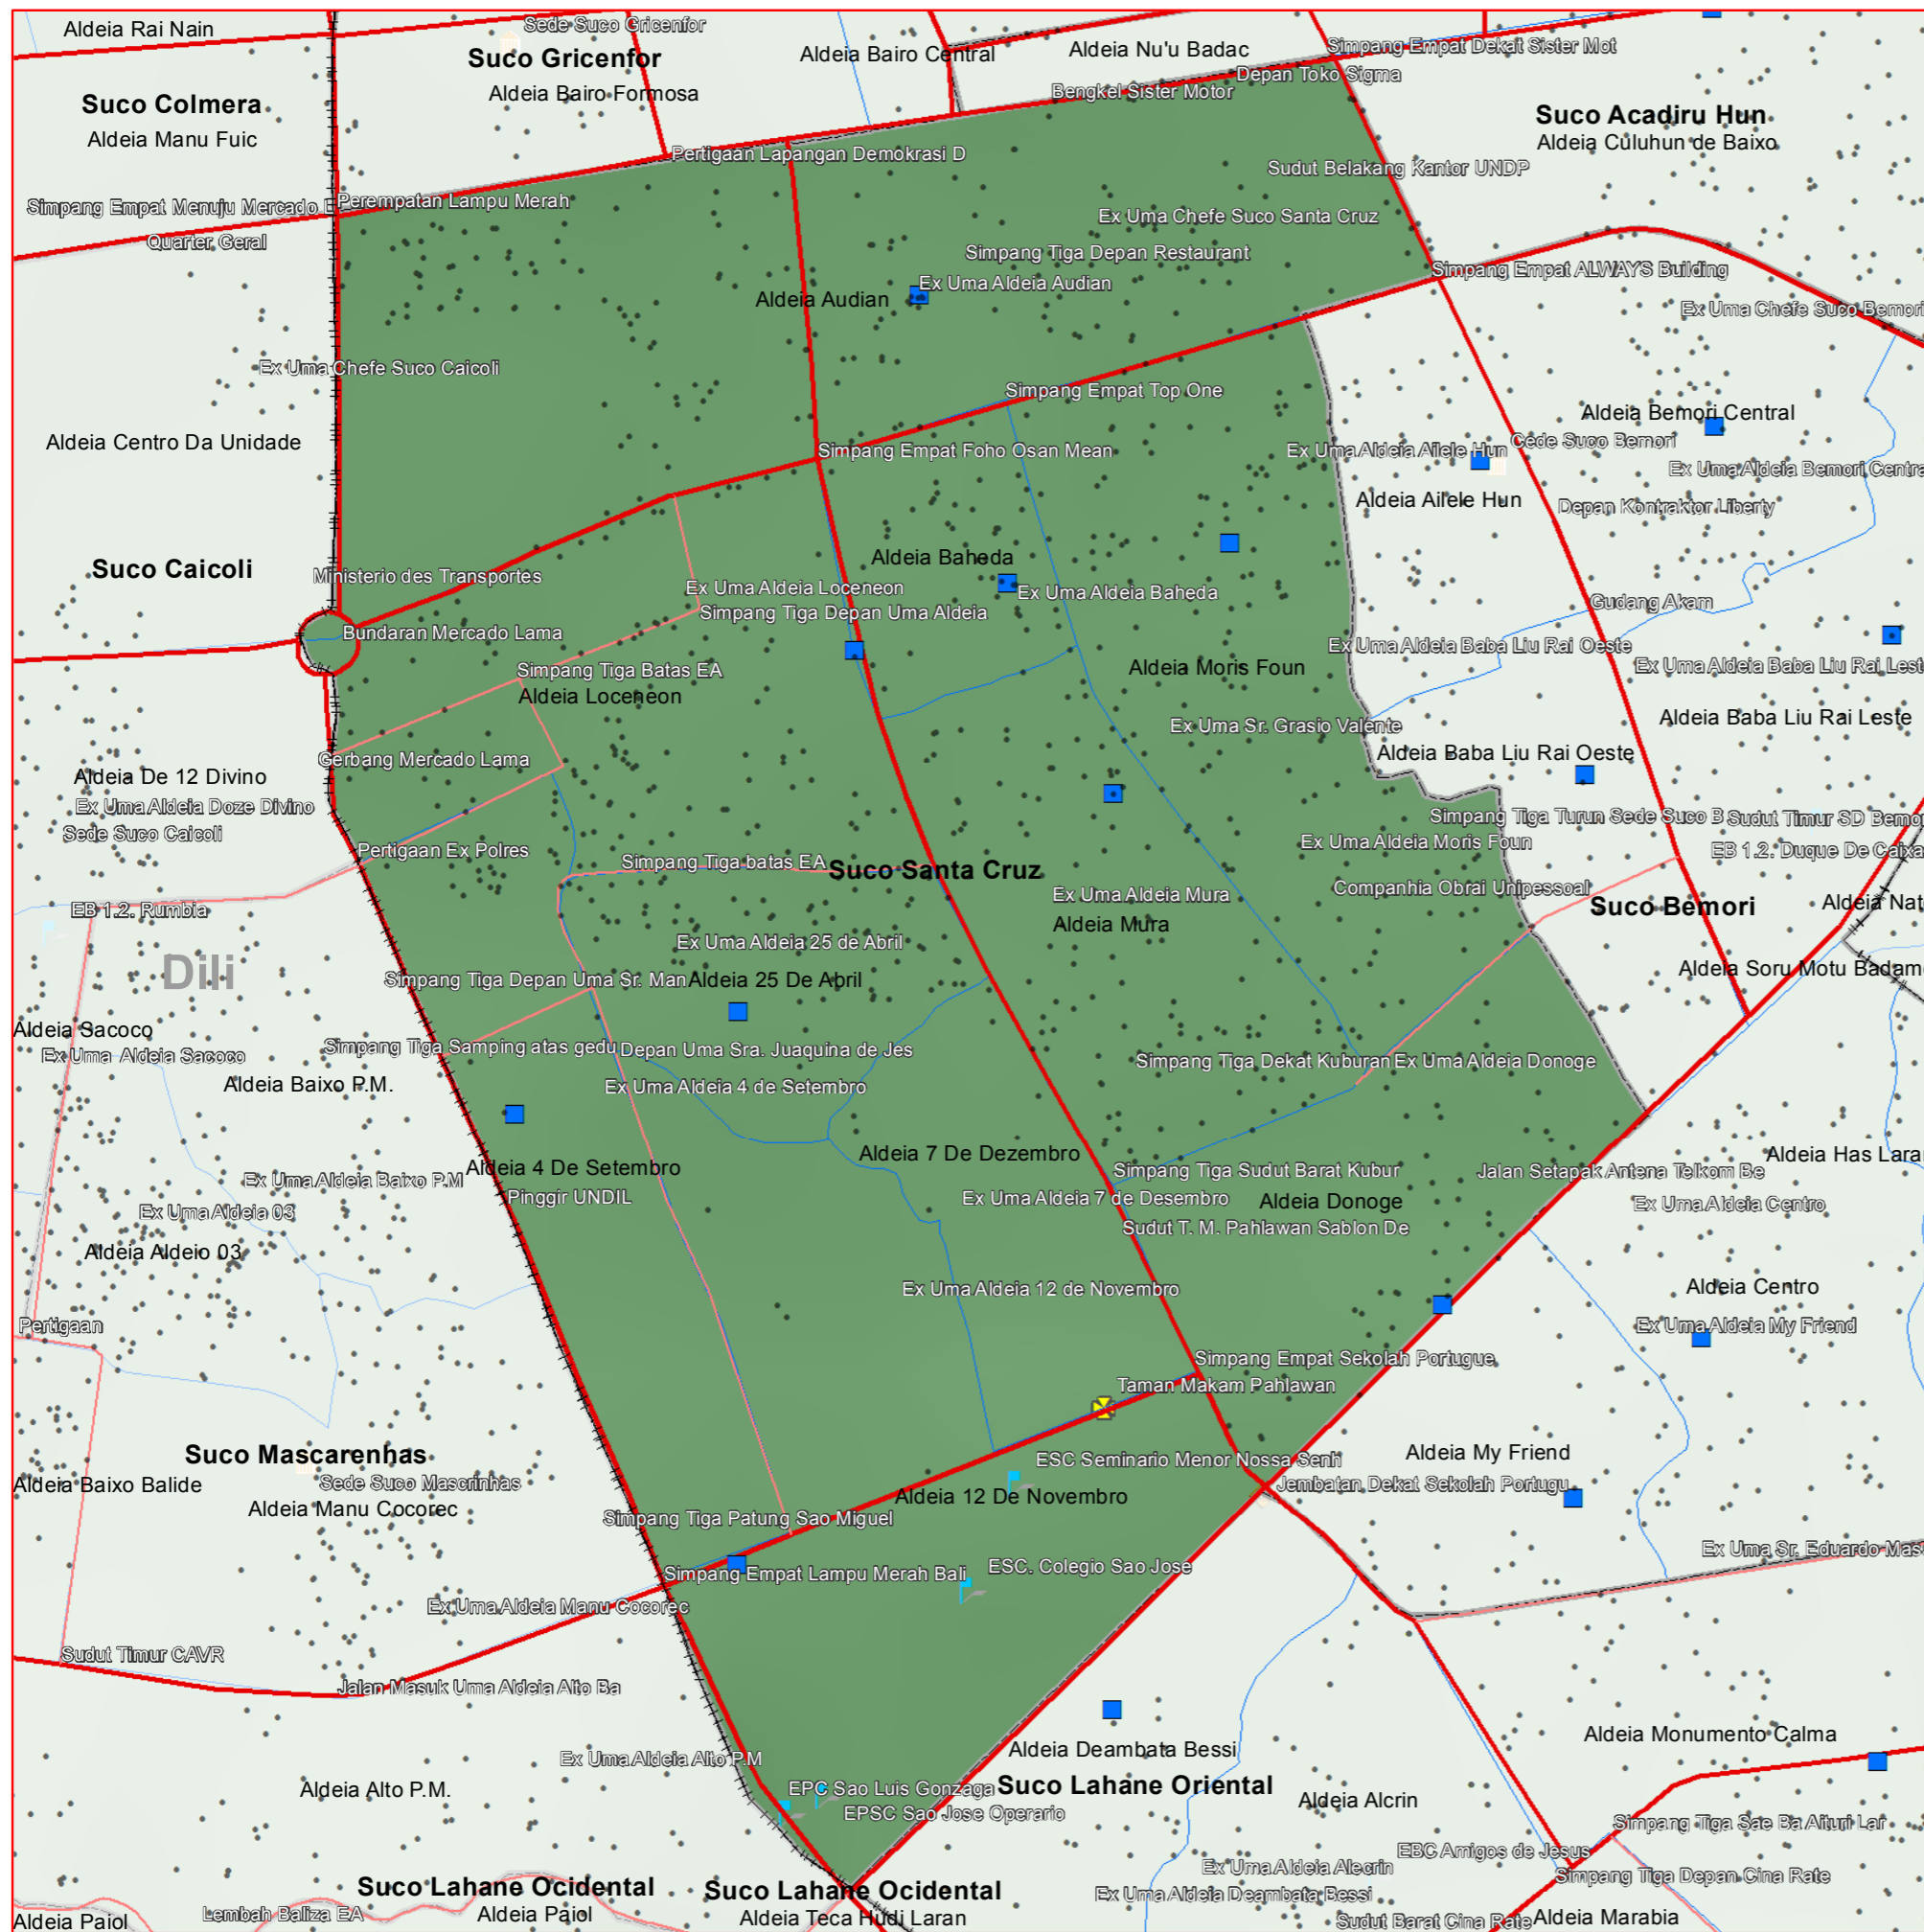 Aldeia Rai Nain
Sede Suco Gricenfor
Suco Gricenfor
Aldeia Bairo Central
Aldeia Nu'u Badac
Simpang Empat Dekat Sister Mot
Depan Toko Sigma
Aldeia Bairo Formosa
Bengkel Sister Motor
Suco Colmera
Suco Acadiru Hun
Aldeia Manu Fuic
Aldeia Culuhun de Baixo
Pertigaan Lapangan Demokrasi D
Sudut Belakang Kantor UNDP
Simpang Empat Menuju Mercado
Perempatan Lampu Merah
Ex Uma Chefe Suco Santa Cruz
Quarter Geral
Simpang Tiga Depan Restaurant
Simpang Empat ALWAYS Building
Ex Uma Aldeia Audian
Aldeia Audian
Ex Uma Chefe Suco Bemori
Ex Uma Chefe Suco Caicoli
Simpang Empat Top One
Aldeia Bemori Central
Aldeia Centro Da Unidade
Simpang Empat Foho Osan Mean
Ex Uma Aldeia Ailele Hun
Cede Suco Bemori
Ex Uma Aldeia Bemori Centra
Aldeia Ailele Hun
Depan Kontraktor Liberty
Suco Caicoli
Aldeia Baheda
Ministerio des Transportes
Ex Uma Aldeia Loceneon
Ex Uma Aldeia Baheda
Simpang Tiga Depan Uma Aldeia
Gudang Akam
Bundaran Mercado Lama
Ex Uma Aldeia Baba Liu Rai Oeste
Simpang Tiga Batas EA
Aldeia Moris Foun
Ex Uma Aldeia Baba Liu Rai Lest
Aldeia Loceneon
Aldeia Baba Liu Rai Leste
Ex Uma Sr. Grasio Valente
Gerbang Mercado Lama
Aldeia Baba Liu Rai Oeste
Aldeia De 12 Divino
Ex Uma Aldeia Doze Divino
Simpang Tiga Turun Sede Suco B
Sudut Timur SD Bemor
Sede Suco Caicoli
Ex Uma Aldeia Moris Foun
EB 1.2. Duque De Caixa
Pertigaan Ex Polres
Simpang Tiga batas EA
Suco Santa Cruz
Companhia Obrai Unipessoal
Ex Uma Aldeia Mura
EB 1.2. Rumbia
Suco Bemori
Aldeia Nat
Aldeia Mura
Ex Uma Aldeia 25 de Abril
Dili
Simpang Tiga Depan Uma Sr. Man
Aldeia 25 De Abril
Aldeia Soru Motu Badam
Aldeia Sacoco
Ex Uma Aldeia Sacoco
Simpang Tiga Samping atas gedu
Depan Uma Sra. Juaquina de Jes
Simpang Tiga Dekat Kuburan
Ex Uma Aldeia Donoge
Aldeia Baixo P.M.
Ex Uma Aldeia 4 de Setembro
Aldeia 7 De Dezembro
Aldeia Has Lara
Aldeia 4 De Setembro
Simpang Tiga Sudut Barat Kubur
Jalan Setapak Antena Telkom Be
Ex Uma Aldeia Baixo P.M
Pinggir UNDIL
Ex Uma Aldeia 7 de Desembro
Aldeia Donoge
Ex Uma Aldeia Centro
Ex Uma Aldeia 03
Sudut T. M. Pahlawan Sablon De
Aldeia Aldeio 03
Ex Uma Aldeia 12 de Novembro
Aldeia Centro
Pertigaan
Ex Uma Aldeia My Friend
Simpang Empat Sekolah Portugue
Taman Makam Pahlawan
Suco Mascarenhas
ESC Seminario Menor Nossa Senh
Aldeia My Friend
Aldeia Baixo Balide
Sede Suco Mascrinhas
Jembatan Dekat Sekolah Portugu
Aldeia Manu Cocorec
Aldeia 12 De Novembro
Simpang Tiga Patung Sao Miguel
Ex Uma Sr. Eduardo Mas
Simpang Empat Lampu Merah Bali
ESC. Colegio Sao Jose
Ex Uma Aldeia Manu Cocorec
Sudut Timur CAVR
Jalan Masuk Uma Aldeia Alto Ba
Aldeia Monumento Calma
Aldeia Deambata Bessi
Ex Uma Aldeia Alto P.M
Aldeia Alto P.M.
EPC Sao Luis Gonzaga
Suco Lahane Oriental
Aldeia Alcrin
EPSC Sao Jose Operario
Simpang Tiga Sae Ba Aituri Lar
EBC Amigos de Jesus
Ex Uma Aldeia Alecrin
Simpang Tiga Depan Cina Rate
Suco Lahane Ocidental
Suco Lahane Ocidental
Ex Uma Aldeia Deambata Bessi
Lembah Baliza EA
Aldeia Paiol
Aldeia Paiol
Aldeia Teca Hudi Laran
Sudut Barat Cina Rate
Aldeia Marabia